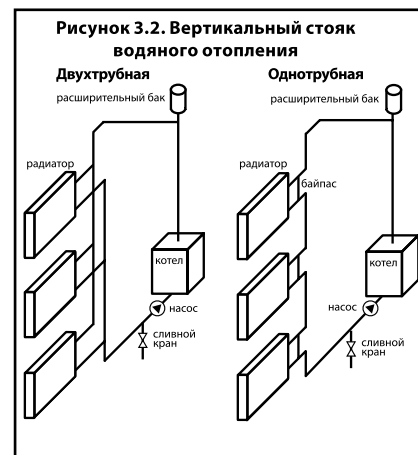 Рисунок 3.2. Вертикальный стояк
водяного отопления
Двухтрубная
расширительный бак
радиатор
котел
насос
сливной
кран
Однотрубная
расширительный бак
радиатор
байпас
котел
насос
сливной
кран